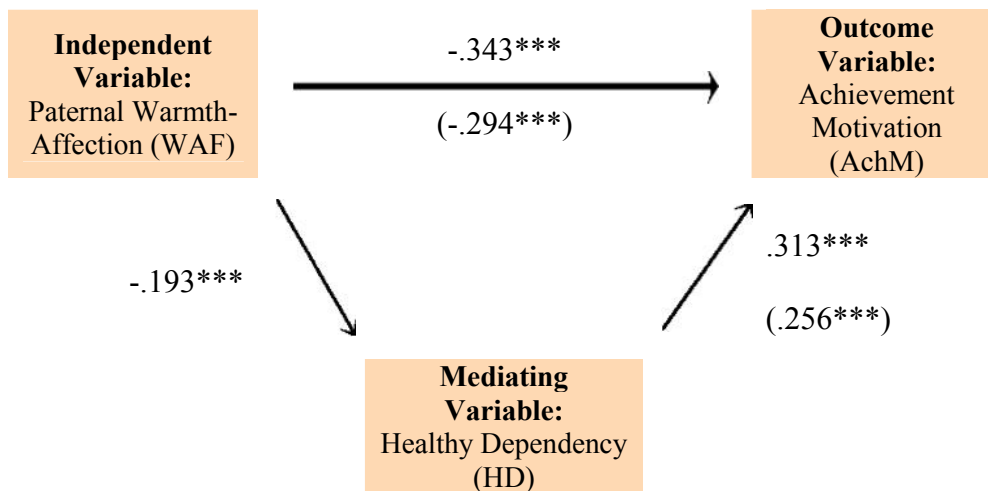 Independent
Variable:
Paternal Warmth-
Affection (WAF)
-.343***
(-.294***)
Outcome
Variable:
Achievement
Motivation
(AchM)
-.193***
.313***
(.256***)
Mediating
Variable:
Healthy Dependency
(HD)